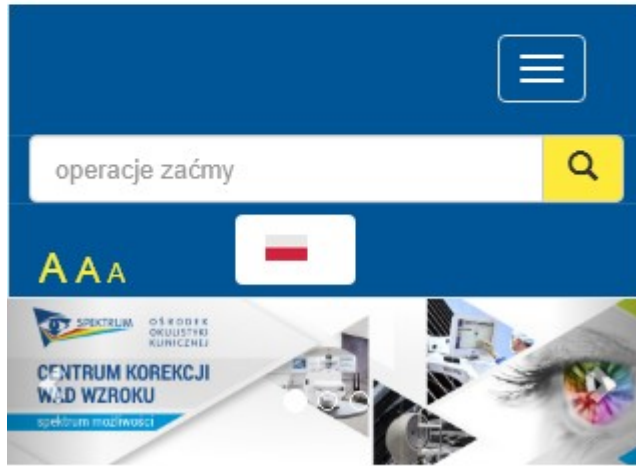 operacje zaćmy
A A A
SPEKTRUM
OŚRODEK
OKULISTYKI
KLINICZNEJ
CENTRUM KOREKCJI
WAD WZROKU
spektrum możliwości